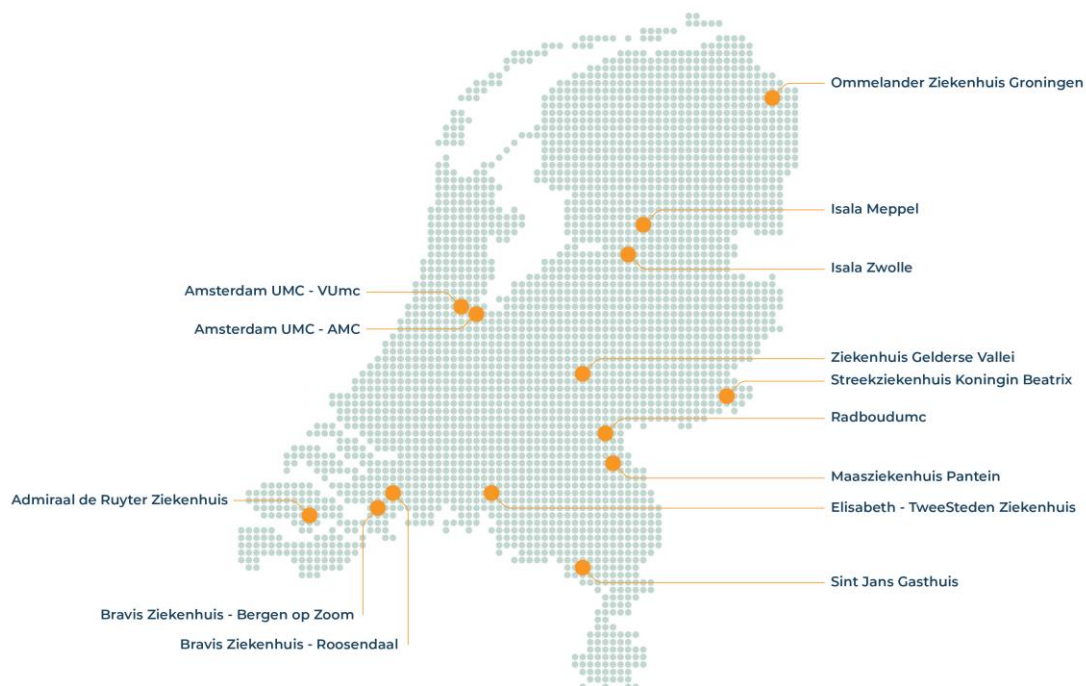 Ommelander Ziekenhuis Groningen
Isala Meppel
Isala Zwolle
Amsterdam UMC - VUmc
Amsterdam UMC - AMC
Ziekenhuis Gelderse Vallei
Streekziekenhuis Koningin Beatrix
Radboudumc
Maasziekenhuis Pantein
Admiraal de Ruyter Ziekenhuis
Elisabeth - TweeSteden Ziekenhuis
Sint Jans Gasthuis
Bravis Ziekenhuis - Bergen op Zoom
Bravis Ziekenhuis - Roosendaal